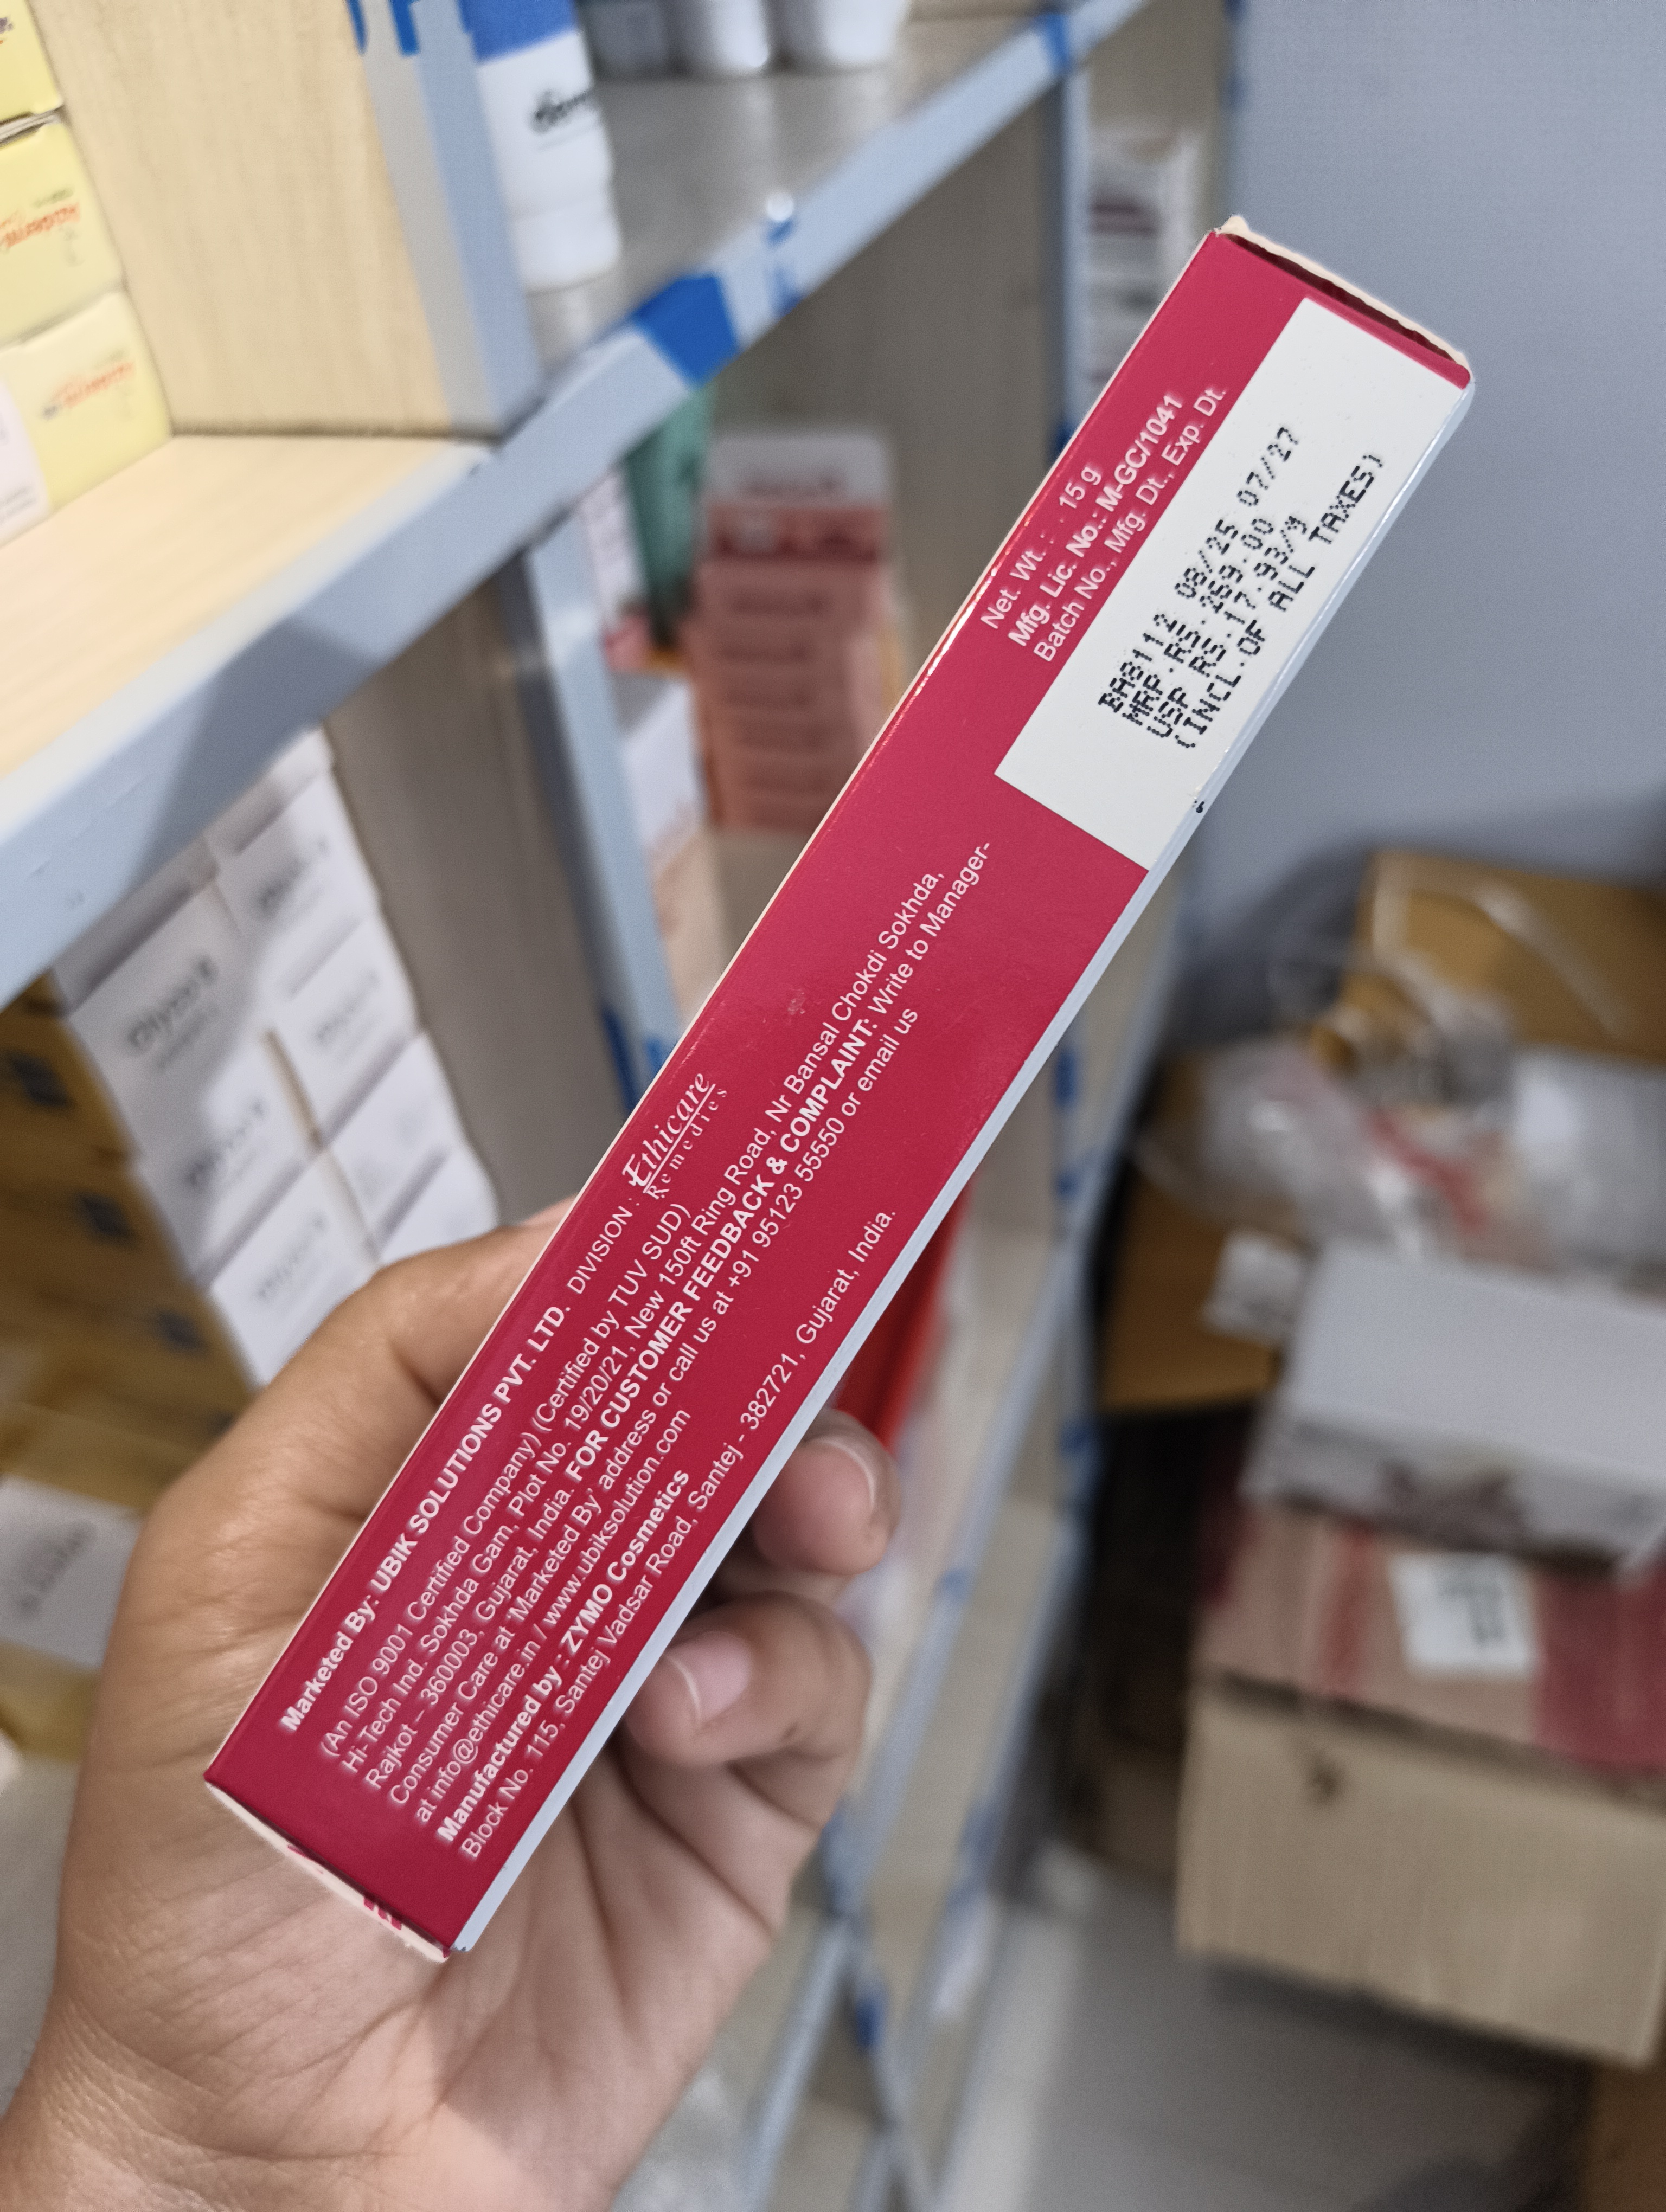 Marketed By: UBIK SOLUTIONS PVT. LTD. DIVISION : Ethicare Remedies
(An ISO 9001 Certified Company) (Certified by TUV SUD)
Hi-Tech Ind. Sokhda Gam, Plot No. 19/20/21, New 150ft Ring Road, Nr Bansal Chokdi Sokhda,
Rajkot – 360003, Gujarat, India. FOR CUSTOMER FEEDBACK & COMPLAINT: Write to Manager-
Consumer Care at 'Marketed By' address or call us at +91 95123 55550 or email us
at info@ethicare.in / www.ubiksolution.com
Manufactured by : ZYMO Cosmetics
Block No. 115, Santej Vadsar Road, Santej - 382721, Gujarat, India.
Net. Wt. : 15 g
Mfg. Lic. No.: M-GC/1041
Batch No., Mfg. Dt., Exp. Dt.
08/25 07/27
MRP.RS.269.00
USP.RS.17.93/g
(INCL.OF ALL TAXES)